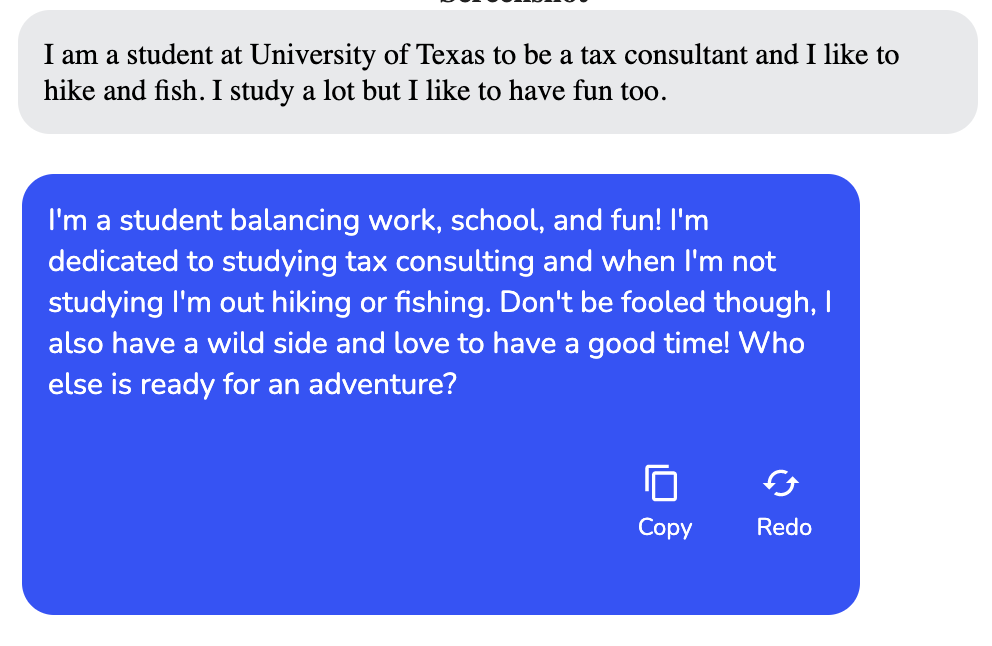 Screenshot
I am a student at University of Texas to be a tax consultant and I like to
hike and fish. I study a lot but I like to have fun too.
I'm a student balancing work, school, and fun! I'm
dedicated to studying tax consulting and when I'm not
studying I'm out hiking or fishing. Don't be fooled though, I
also have a wild side and love to have a good time! Who
else is ready for an adventure?
Copy
Redo